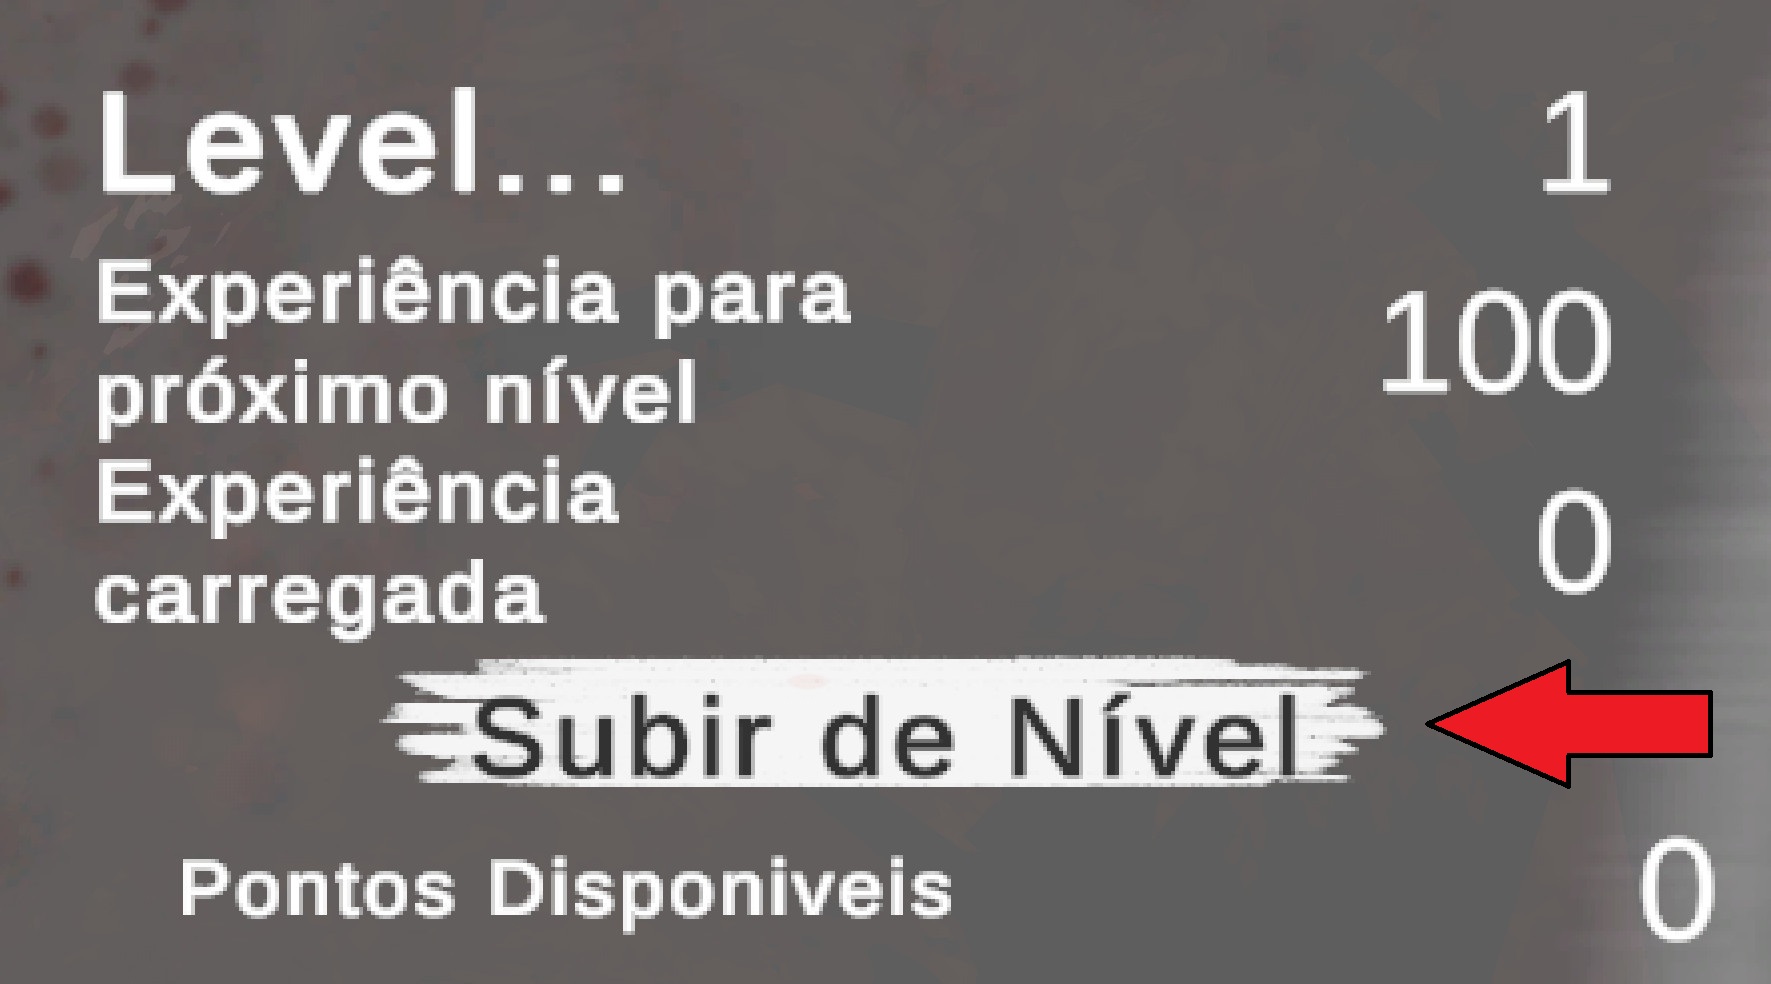 Level... 1
Experiência para
próximo nível 100
Experiência
carregada 0
Subir de Nível
Pontos Disponiveis 0